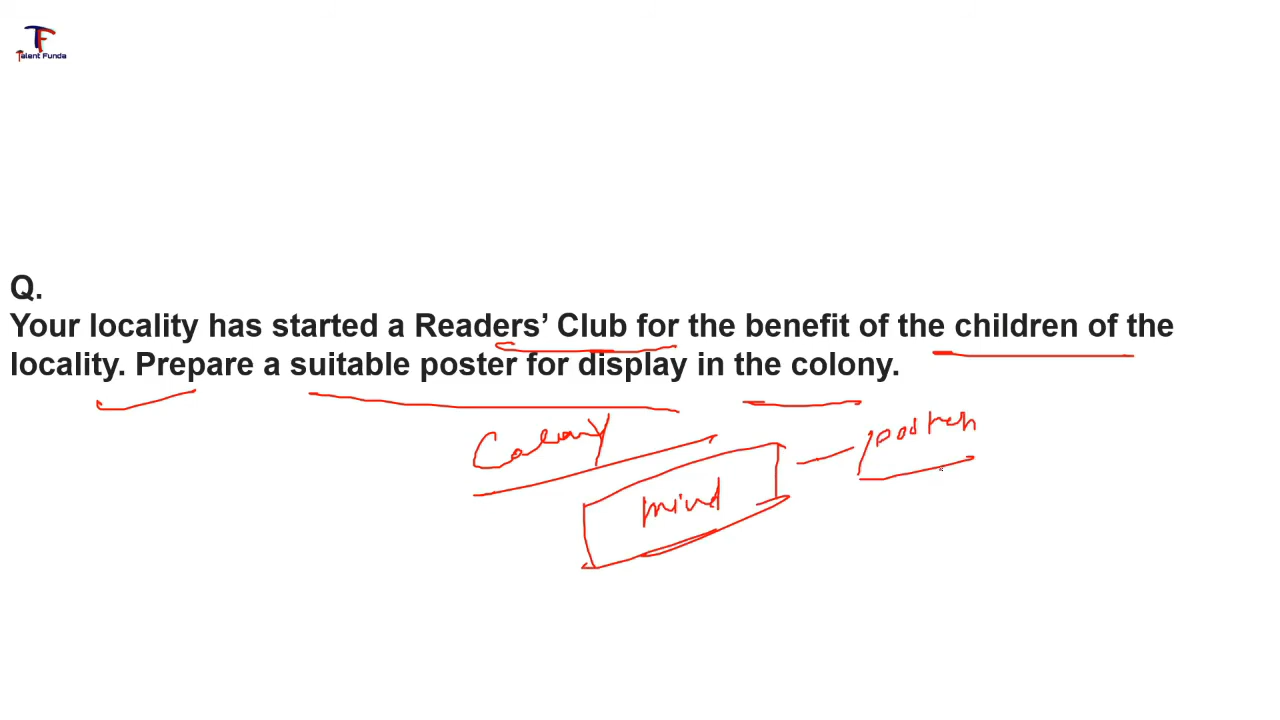 TF
Talent Funda
Q.
Your locality has started a Readers’ Club for the benefit of the children of the
locality. Prepare a suitable poster for display in the colony.
Colony
poster
mind